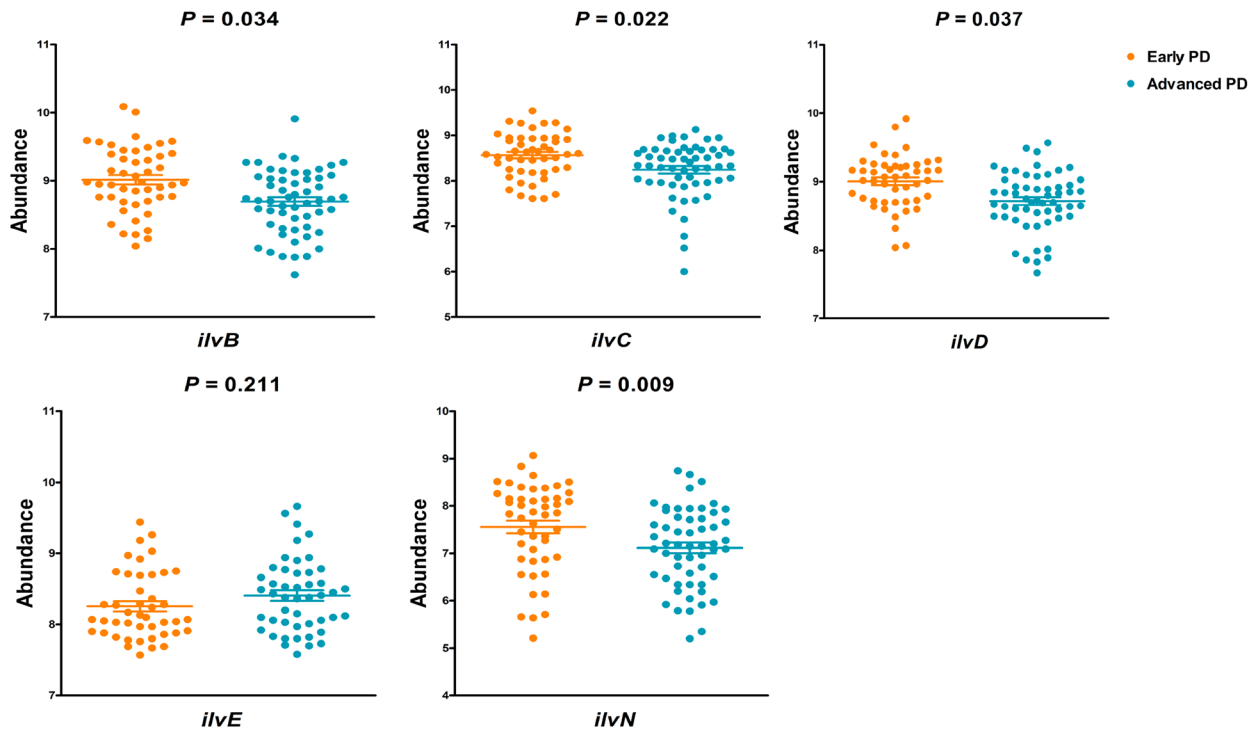 P = 0.034
P = 0.022
P = 0.037
Early PD
Advanced PD
Abundance
11
10
9
8
7
ilvB
Abundance
11
10
9
8
7
6
5
ilvC
Abundance
11
10
9
8
7
ilvD
P = 0.211
P = 0.009
Abundance
11
10
9
8
7
ilvE
Abundance
10
9
8
7
6
5
4
ilvN